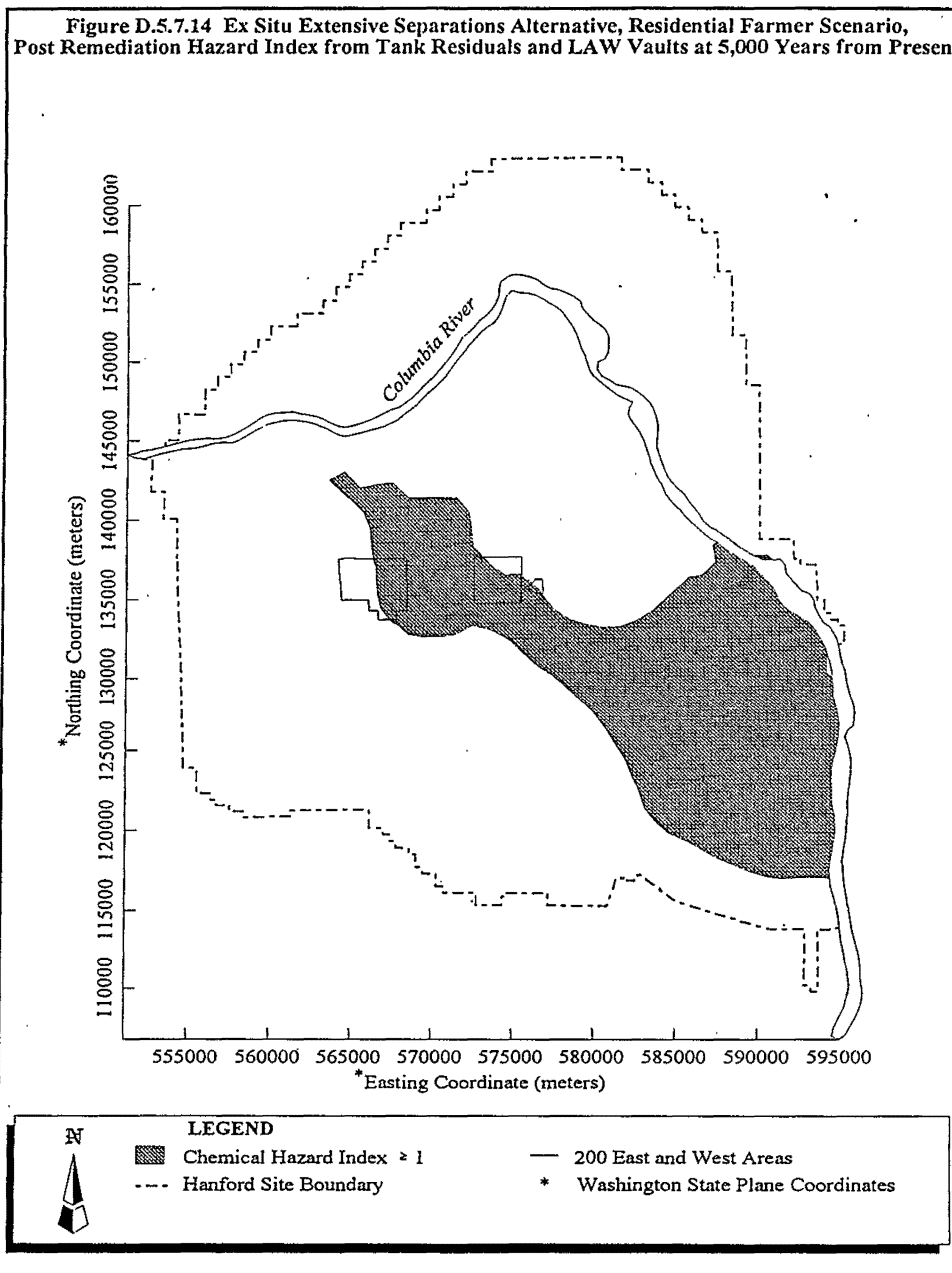 Figure D.5.7.14 Ex Situ Extensive Separations Alternative, Residential Farmer Scenario,
Post Remediation Hazard Index from Tank Residuals and LAW Vaults at 5,000 Years from Presen
160000
155000
150000
145000
140000
135000
130000
125000
120000
115000
110000
*Northing Coordinate (meters)
Columbia River
555000 560000 565000 570000 575000 580000 585000 590000 595000
*Easting Coordinate (meters)
N
LEGEND
Chemical Hazard Index ≥ 1
200 East and West Areas
Hanford Site Boundary
* Washington State Plane Coordinates